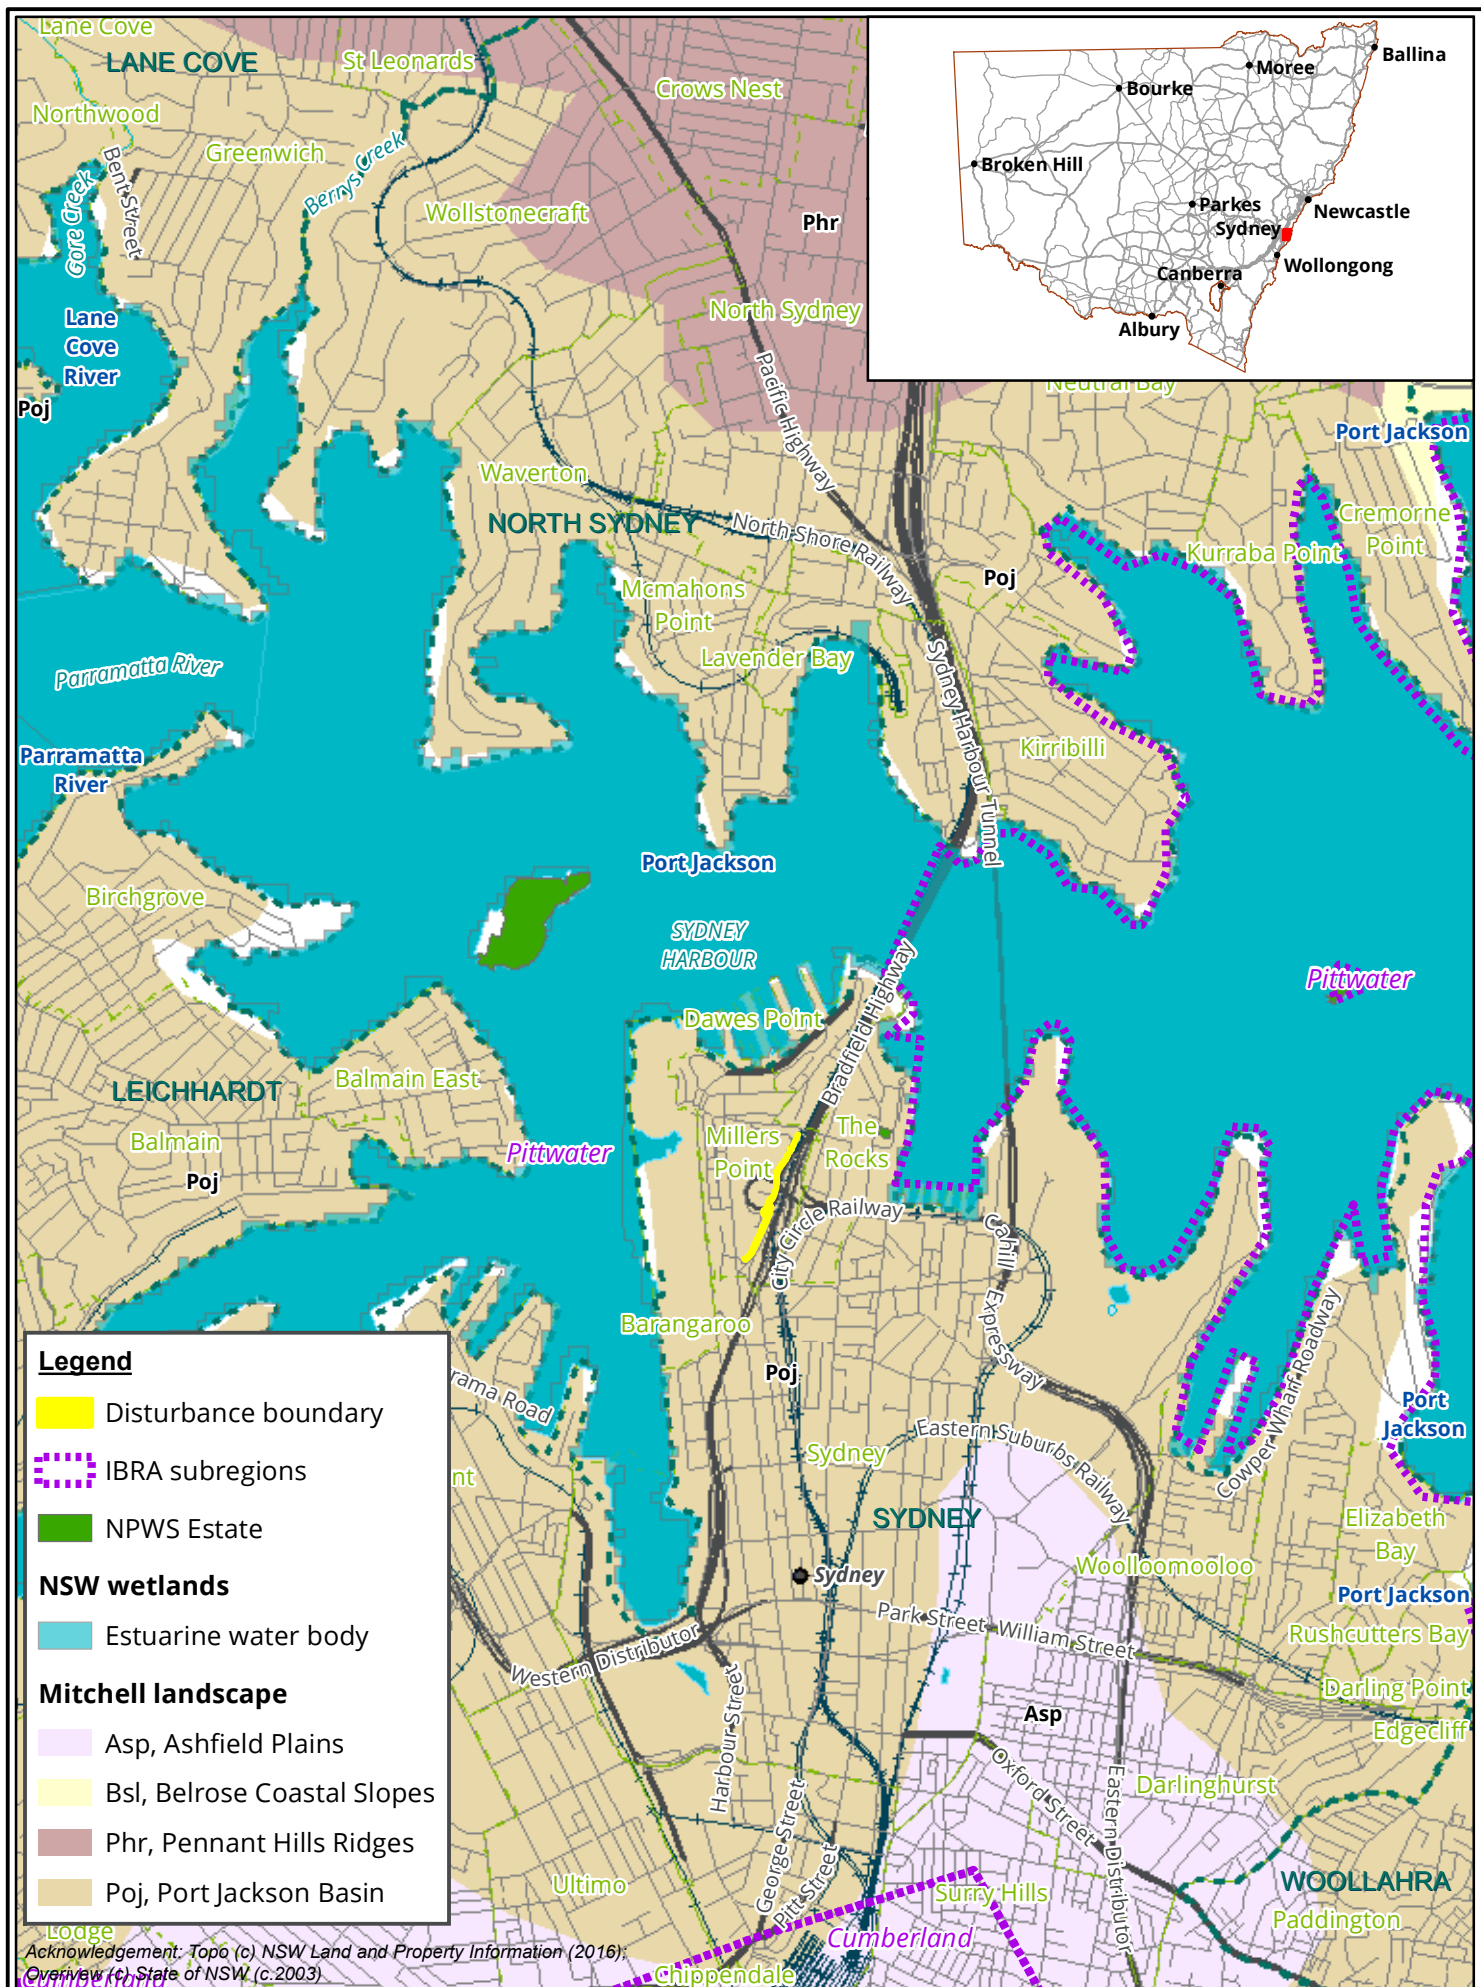 Lane Cove
LANE COVE
St Leonards
Crows Nest
Northwood
Greenwich
Bent Street
Berrys Creek
Gore Creek
Wollstonecraft
Phr
Lane
Cove
River
North Sydney
Poj
Pacific Highway
Neutral Bay
Port Jackson
Waverton
NORTH SYDNEY
North Shore Railway
Cremorne
Point
Kurraba Point
Mcmahons
Point
Poj
Lavender Bay
Parramatta River
Sydney Harbour Tunnel
Kirribilli
Parramatta
River
Port Jackson
Birchgrove
SYDNEY
HARBOUR
Bradfield Highway
Pittwater
Dawes Point
LEICHHARDT
Balmain East
Balmain
Pittwater
Millers
Point
The
Rocks
Poj
City Circle Railway
Cahill Expressway
Barangaroo
Poj
Cowper Wharf Roadway
Port
Jackson
rama Road
Eastern Suburbs Railway
Sydney
nt
SYDNEY
Elizabeth
Bay
Woolloomooloo
Sydney
Port Jackson
Park Street
William Street
Rushcutters Bay
Western Distributor
Darling Point
Asp
Edgecliff
Harbour Street
Oxford Street
Eastern Distributor
Darlinghurst
George Street
Pitt Street
Ultimo
Surry Hills
WOOLLAHRA
Paddington
Cumberland
Lodge
Cumberland
Chippendale
Ballina
Moree
Bourke
Broken Hill
Parkes
Newcastle
Sydney
Wollongong
Canberra
Albury
Legend
Disturbance boundary
IBRA subregions
NPWS Estate
NSW wetlands
Estuarine water body
Mitchell landscape
Asp, Ashfield Plains
Bsl, Belrose Coastal Slopes
Phr, Pennant Hills Ridges
Poj, Port Jackson Basin
Acknowledgement: Topo (c) NSW Land and Property Information (2016);
Overivew (c) State of NSW (c.2003)